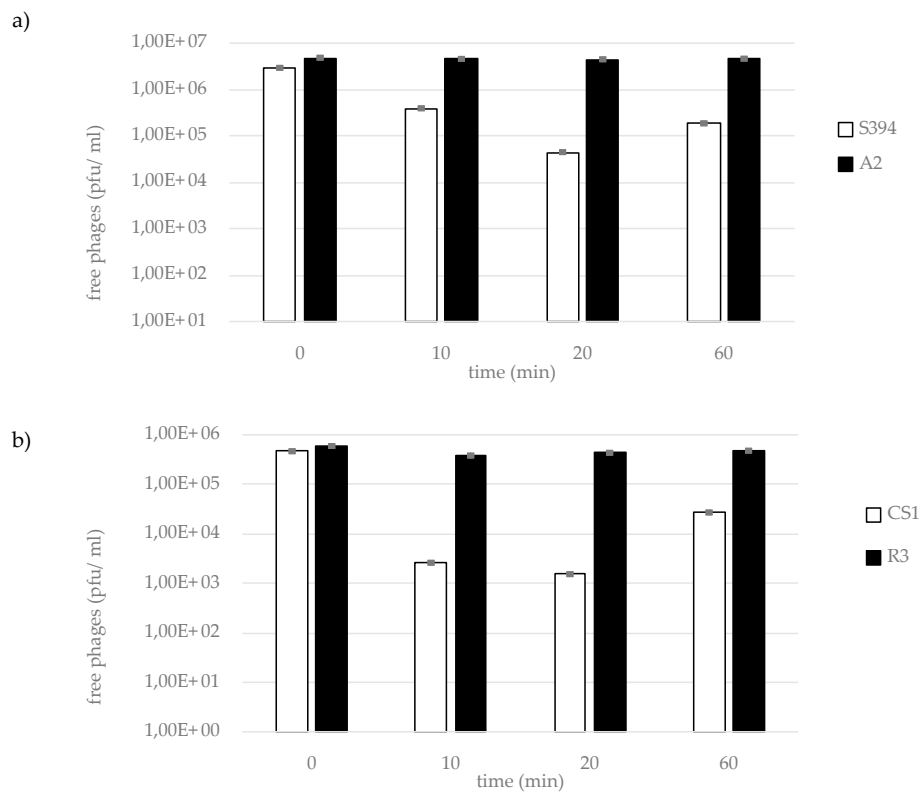 a)
1,00E+07
1,00E+06
1,00E+05
1,00E+04
1,00E+03
1,00E+02
1,00E+01
free phages (pfu/ ml)
0 10 20 60
time (min)
S394
A2
b)
1,00E+06
1,00E+05
1,00E+04
1,00E+03
1,00E+02
1,00E+01
1,00E+00
free phages (pfu/ ml)
0 10 20 60
time (min)
CS1
R3